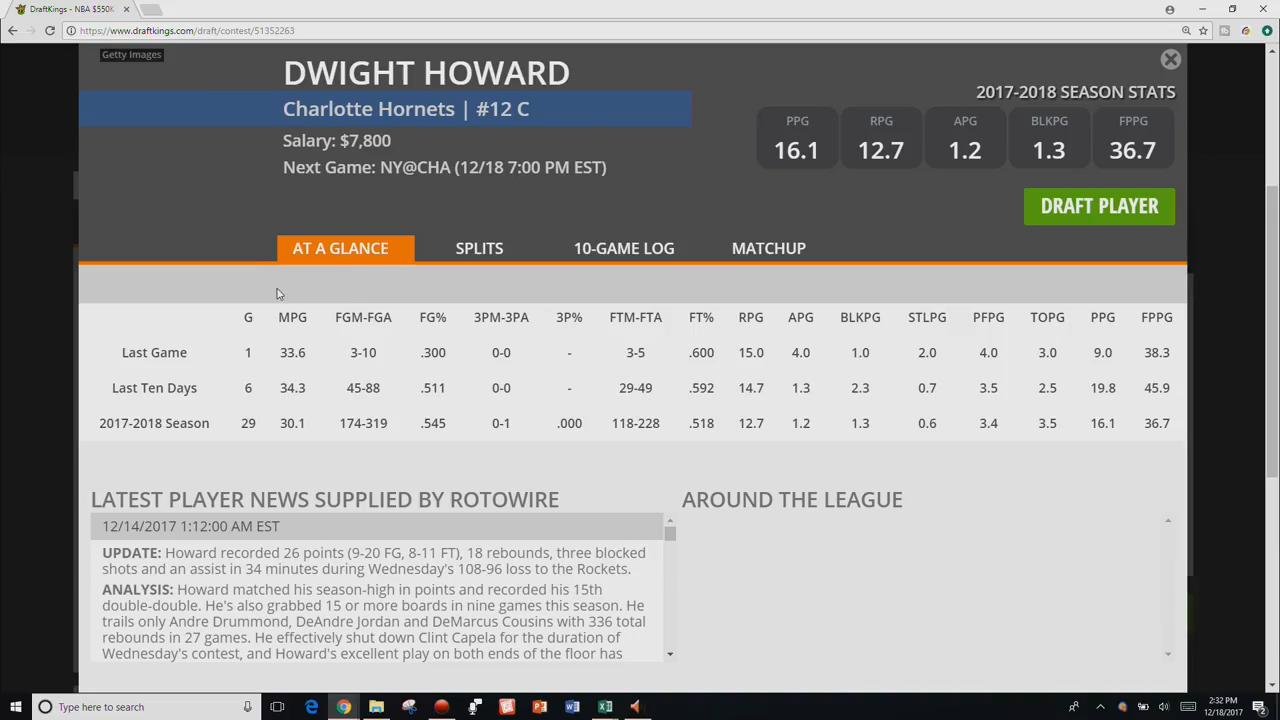 DraftKings - NBA $550K
https://www.draftkings.com/draft/contest/51352263
Getty Images
DWIGHT HOWARD
Charlotte Hornets | #12 C
Salary: $7,800
Next Game: NY@CHA (12/18 7:00 PM EST)
2017-2018 SEASON STATS
PPG RPG APG BLKPG FPPG
16.1 12.7 1.2 1.3 36.7
DRAFT PLAYER
AT A GLANCE SPLITS 10-GAME LOG MATCHUP
G MPG FGM-FGA FG% 3PM-3PA 3P% FTM-FTA FT% RPG APG BLKPG STLPG PFPG TOPG PPG FPPG
Last Game 1 33.6 3-10 .300 0-0 - 3-5 .600 15.0 4.0 1.0 2.0 4.0 3.0 9.0 38.3
Last Ten Days 6 34.3 45-88 .511 0-0 - 29-49 .592 14.7 1.3 2.3 0.7 3.5 2.5 19.8 45.9
2017-2018 Season 29 30.1 174-319 .545 0-1 .000 118-228 .518 12.7 1.2 1.3 0.6 3.4 3.5 16.1 36.7
LATEST PLAYER NEWS SUPPLIED BY ROTOWIRE
12/14/2017 1:12:00 AM EST
UPDATE: Howard recorded 26 points (9-20 FG, 8-11 FT), 18 rebounds, three blocked
shots and an assist in 34 minutes during Wednesday's 108-96 loss to the Rockets.
ANALYSIS: Howard matched his season-high in points and recorded his 15th
double-double. He's also grabbed 15 or more boards in nine games this season. He
trails only Andre Drummond, DeAndre Jordan and DeMarcus Cousins with 336 total
rebounds in 27 games. He effectively shut down Clint Capela for the duration of
Wednesday's contest, and Howard's excellent play on both ends of the floor has
AROUND THE LEAGUE
Type here to search
2:32 PM
12/18/2017